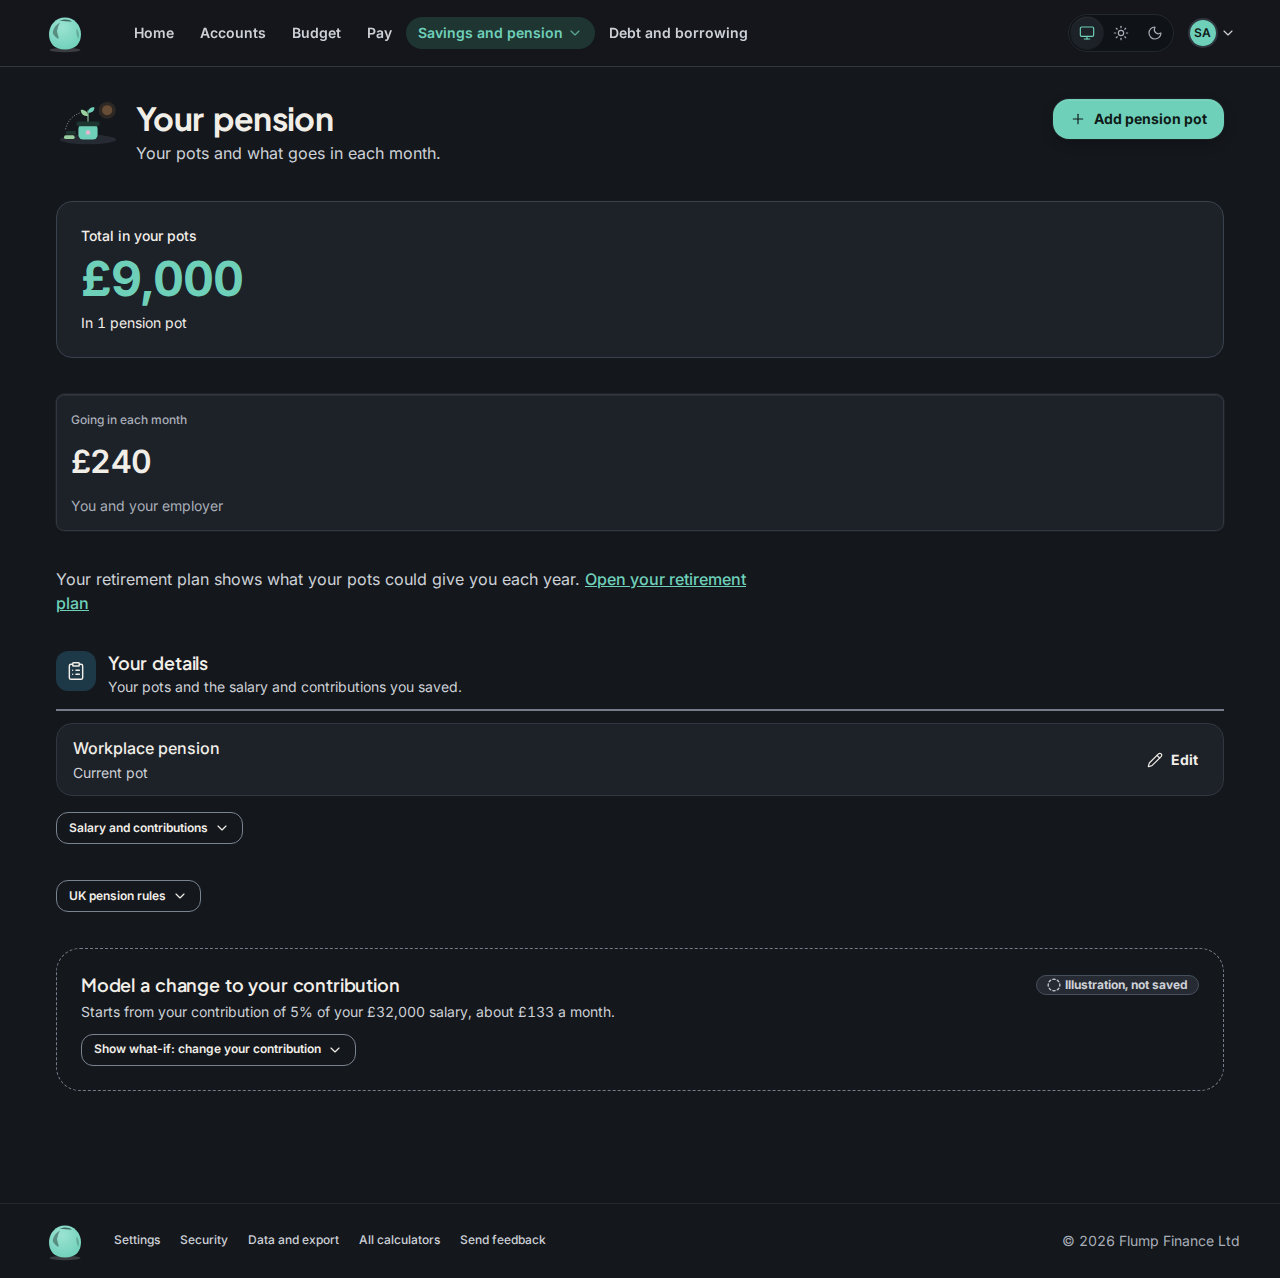 Home
Accounts
Budget
Pay
Savings and pension
Debt and borrowing
SA
Your pension
Your pots and what goes in each month.
Add pension pot
Total in your pots
£9,000
In 1 pension pot
Going in each month
£240
You and your employer
Your retirement plan shows what your pots could give you each year. Open your retirement
plan
Your details
Your pots and the salary and contributions you saved.
Workplace pension
Current pot
Edit
Salary and contributions
UK pension rules
Model a change to your contribution
Illustration, not saved
Starts from your contribution of 5% of your £32,000 salary, about £133 a month.
Show what-if: change your contribution
Settings
Security
Data and export
All calculators
Send feedback
© 2026 Flump Finance Ltd